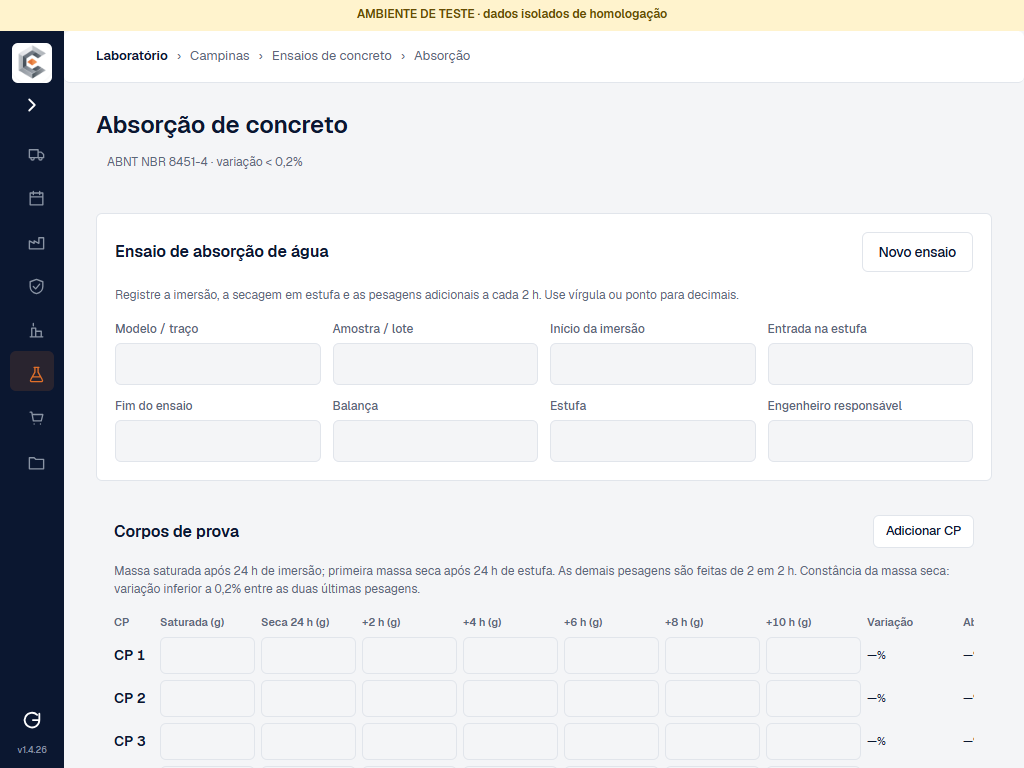 AMBIENTE DE TESTE · dados isolados de homologação
Laboratório › Campinas › Ensaios de concreto › Absorção
Absorção de concreto
ABNT NBR 8451-4 · variação < 0,2%
Ensaio de absorção de água
Novo ensaio
Registre a imersão, a secagem em estufa e as pesagens adicionais a cada 2 h. Use vírgula ou ponto para decimais.
Modelo / traço Amostra / lote Início da imersão Entrada na estufa
Fim do ensaio Balança Estufa Engenheiro responsável
Corpos de prova
Adicionar CP
Massa saturada após 24 h de imersão; primeira massa seca após 24 h de estufa. As demais pesagens são feitas de 2 em 2 h. Constância da massa seca:
variação inferior a 0,2% entre as duas últimas pesagens.
CP Saturada (g) Seca 24 h (g) +2 h (g) +4 h (g) +6 h (g) +8 h (g) +10 h (g) Variação
CP 1 —%
CP 2 —%
CP 3 —%
v1.4.26